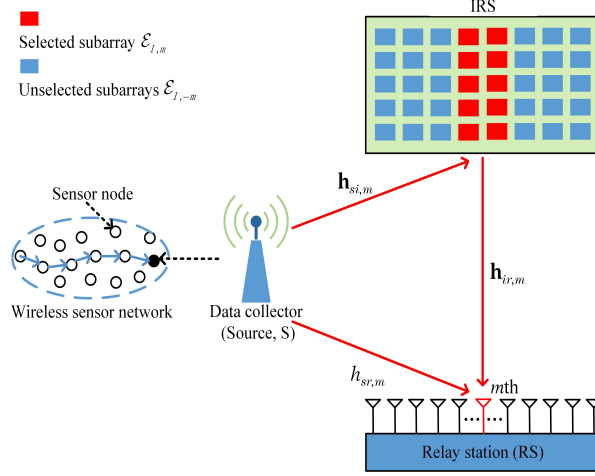 IRS
Selected subarray ℰ_{I,m}
Unselected subarrays ℰ_{I,-m}
Sensor node
Wireless sensor network
Data collector
(Source, S)
h_{si,m}
h_{ir,m}
h_{sr,m}
mth
Relay station (RS)